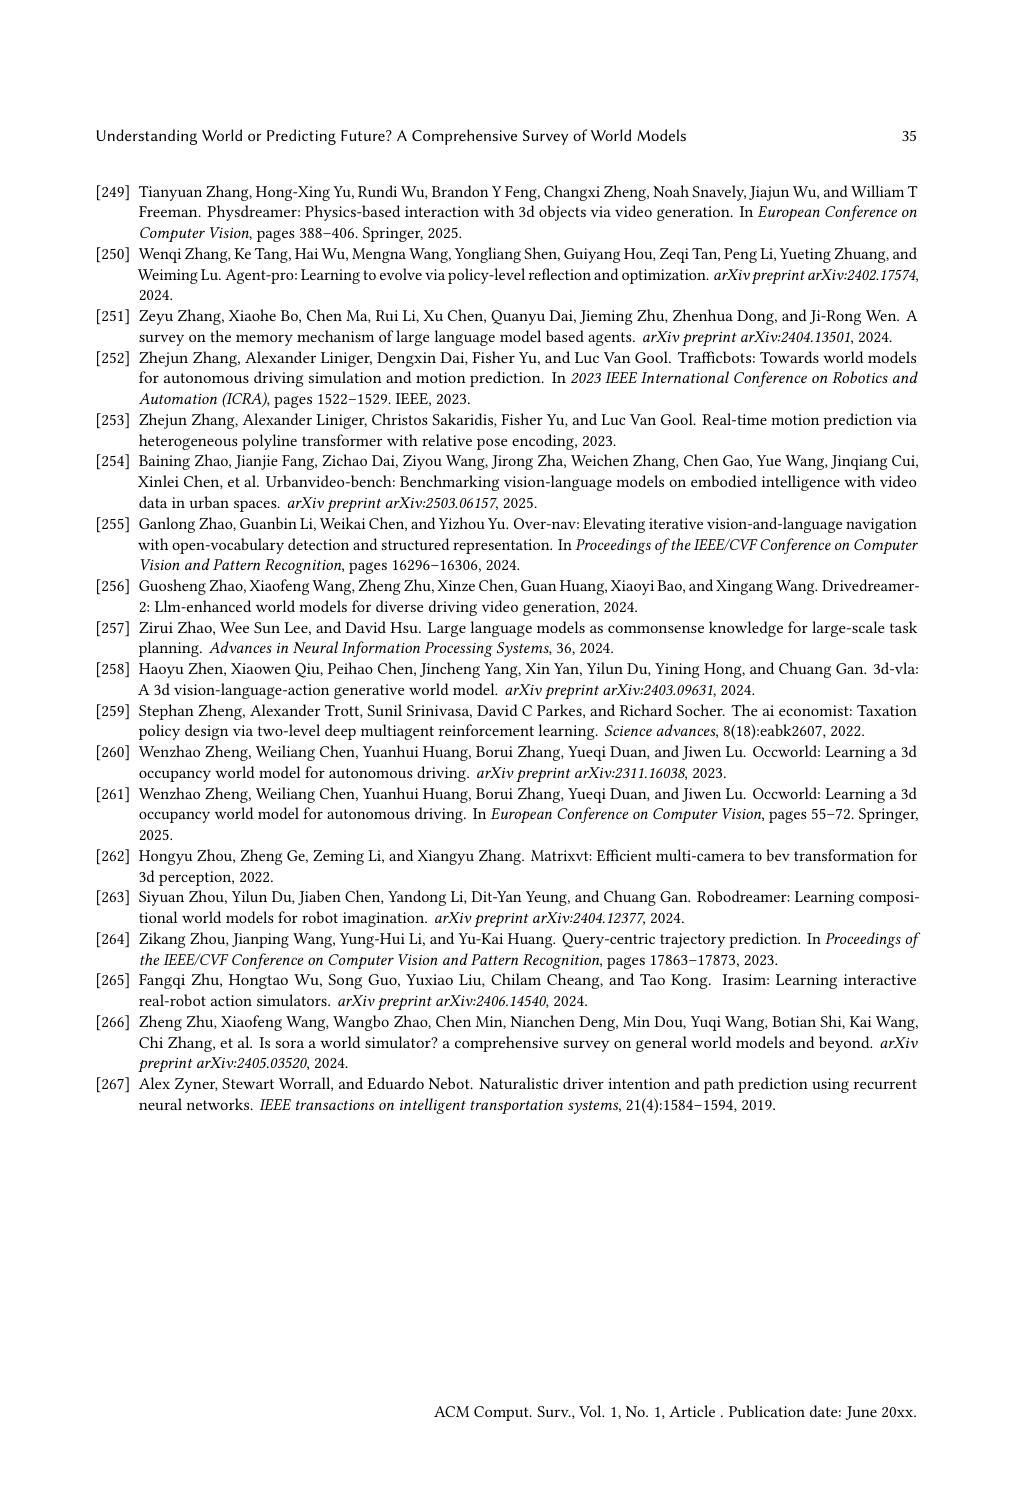 Understanding World or Predicting Future? A Comprehensive Survey of World Models 35
[249] Tianyuan Zhang, Hong-Xing Yu, Rundi Wu, Brandon Y Feng, Changxi Zheng, Noah Snavely, Jiajun Wu, and William T
Freeman. Physdreamer: Physics-based interaction with 3d objects via video generation. In European Conference on
Computer Vision, pages 388–406. Springer, 2025.
[250] Wenqi Zhang, Ke Tang, Hai Wu, Mengna Wang, Yongliang Shen, Guiyang Hou, Zeqi Tan, Peng Li, Yueting Zhuang, and
Weiming Lu. Agent-pro: Learning to evolve via policy-level reflection and optimization. arXiv preprint arXiv:2402.17574,
2024.
[251] Zeyu Zhang, Xiaohe Bo, Chen Ma, Rui Li, Xu Chen, Quanyu Dai, Jieming Zhu, Zhenhua Dong, and Ji-Rong Wen. A
survey on the memory mechanism of large language model based agents. arXiv preprint arXiv:2404.13501, 2024.
[252] Zhejun Zhang, Alexander Liniger, Dengxin Dai, Fisher Yu, and Luc Van Gool. Trafficbots: Towards world models
for autonomous driving simulation and motion prediction. In 2023 IEEE International Conference on Robotics and
Automation (ICRA), pages 1522–1529. IEEE, 2023.
[253] Zhejun Zhang, Alexander Liniger, Christos Sakaridis, Fisher Yu, and Luc Van Gool. Real-time motion prediction via
heterogeneous polyline transformer with relative pose encoding, 2023.
[254] Baining Zhao, Jianjie Fang, Zichao Dai, Ziyou Wang, Jirong Zha, Weichen Zhang, Chen Gao, Yue Wang, Jinqiang Cui,
Xinlei Chen, et al. Urbanvideo-bench: Benchmarking vision-language models on embodied intelligence with video
data in urban spaces. arXiv preprint arXiv:2503.06157, 2025.
[255] Ganlong Zhao, Guanbin Li, Weikai Chen, and Yizhou Yu. Over-nav: Elevating iterative vision-and-language navigation
with open-vocabulary detection and structured representation. In Proceedings of the IEEE/CVF Conference on Computer
Vision and Pattern Recognition, pages 16296–16306, 2024.
[256] Guosheng Zhao, Xiaofeng Wang, Zheng Zhu, Xinze Chen, Guan Huang, Xiaoyi Bao, and Xingang Wang. Drivedreamer-
2: Llm-enhanced world models for diverse driving video generation, 2024.
[257] Zirui Zhao, Wee Sun Lee, and David Hsu. Large language models as commonsense knowledge for large-scale task
planning. Advances in Neural Information Processing Systems, 36, 2024.
[258] Haoyu Zhen, Xiaowen Qiu, Peihao Chen, Jincheng Yang, Xin Yan, Yilun Du, Yining Hong, and Chuang Gan. 3d-vla:
A 3d vision-language-action generative world model. arXiv preprint arXiv:2403.09631, 2024.
[259] Stephan Zheng, Alexander Trott, Sunil Srinivasa, David C Parkes, and Richard Socher. The ai economist: Taxation
policy design via two-level deep multiagent reinforcement learning. Science advances, 8(18):eabk2607, 2022.
[260] Wenzhao Zheng, Weiliang Chen, Yuanhui Huang, Borui Zhang, Yueqi Duan, and Jiwen Lu. Occworld: Learning a 3d
occupancy world model for autonomous driving. arXiv preprint arXiv:2311.16038, 2023.
[261] Wenzhao Zheng, Weiliang Chen, Yuanhui Huang, Borui Zhang, Yueqi Duan, and Jiwen Lu. Occworld: Learning a 3d
occupancy world model for autonomous driving. In European Conference on Computer Vision, pages 55–72. Springer,
2025.
[262] Hongyu Zhou, Zheng Ge, Zeming Li, and Xiangyu Zhang. Matrixvt: Efficient multi-camera to bev transformation for
3d perception, 2022.
[263] Siyuan Zhou, Yilun Du, Jiaben Chen, Yandong Li, Dit-Yan Yeung, and Chuang Gan. Robodreamer: Learning composi-
tional world models for robot imagination. arXiv preprint arXiv:2404.12377, 2024.
[264] Zikang Zhou, Jianping Wang, Yung-Hui Li, and Yu-Kai Huang. Query-centric trajectory prediction. In Proceedings of
the IEEE/CVF Conference on Computer Vision and Pattern Recognition, pages 17863–17873, 2023.
[265] Fangqi Zhu, Hongtao Wu, Song Guo, Yuxiao Liu, Chilam Cheang, and Tao Kong. Irasim: Learning interactive
real-robot action simulators. arXiv preprint arXiv:2406.14540, 2024.
[266] Zheng Zhu, Xiaofeng Wang, Wangbo Zhao, Chen Min, Nianchen Deng, Min Dou, Yuqi Wang, Botian Shi, Kai Wang,
Chi Zhang, et al. Is sora a world simulator? a comprehensive survey on general world models and beyond. arXiv
preprint arXiv:2405.03520, 2024.
[267] Alex Zyner, Stewart Worrall, and Eduardo Nebot. Naturalistic driver intention and path prediction using recurrent
neural networks. IEEE transactions on intelligent transportation systems, 21(4):1584–1594, 2019.
ACM Comput. Surv., Vol. 1, No. 1, Article . Publication date: June 20xx.